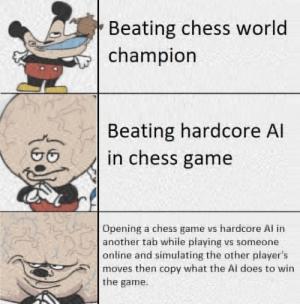 Beating chess world
champion
Beating hardcore AI
in chess game
Opening a chess game vs hardcore AI in
another tab while playing vs someone
online and simulating the other player's
moves then copy what the AI does to win
the game.